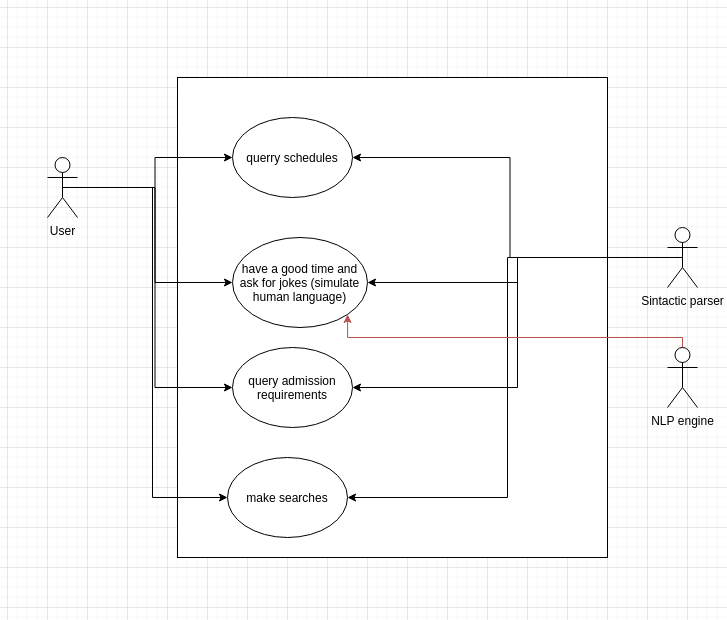 querry schedules
User
have a good time and
ask for jokes (simulate
human language)
Sintactic parser
query admission
requirements
NLP engine
make searches